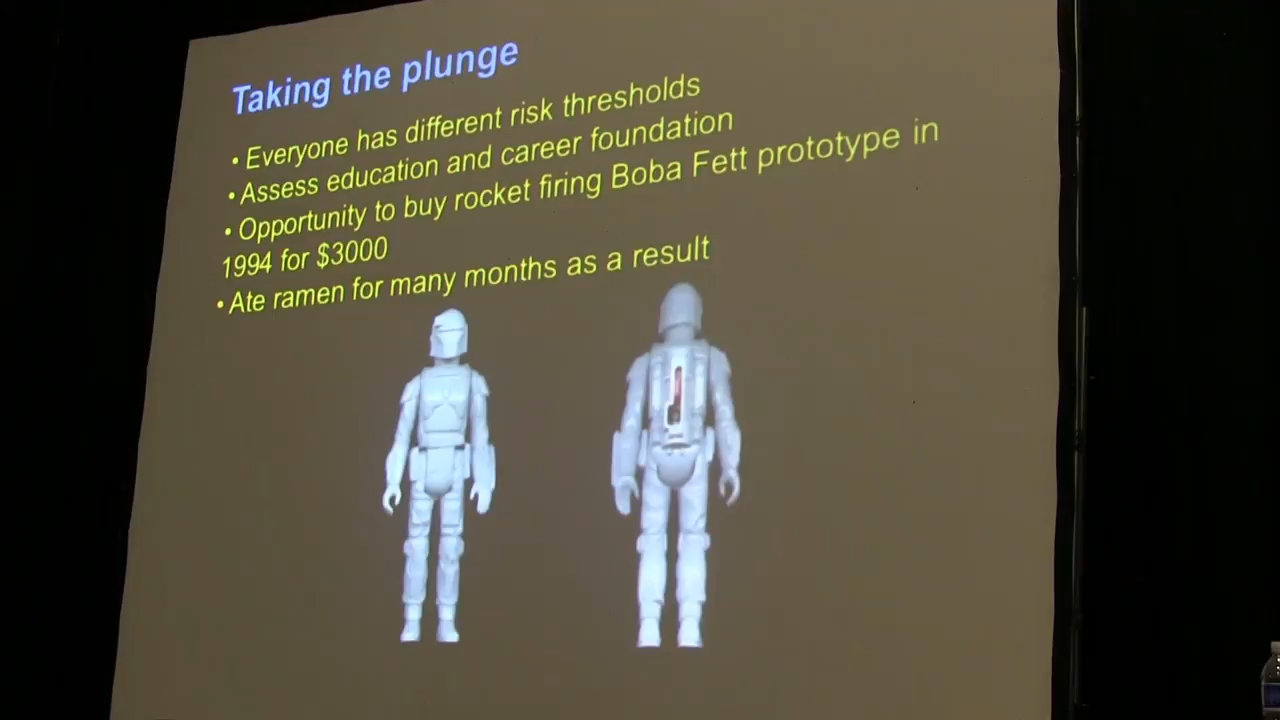 Taking the plunge
• Everyone has different risk thresholds
• Assess education and career foundation
• Opportunity to buy rocket firing Boba Fett prototype in
1994 for $3000
• Ate ramen for many months as a result